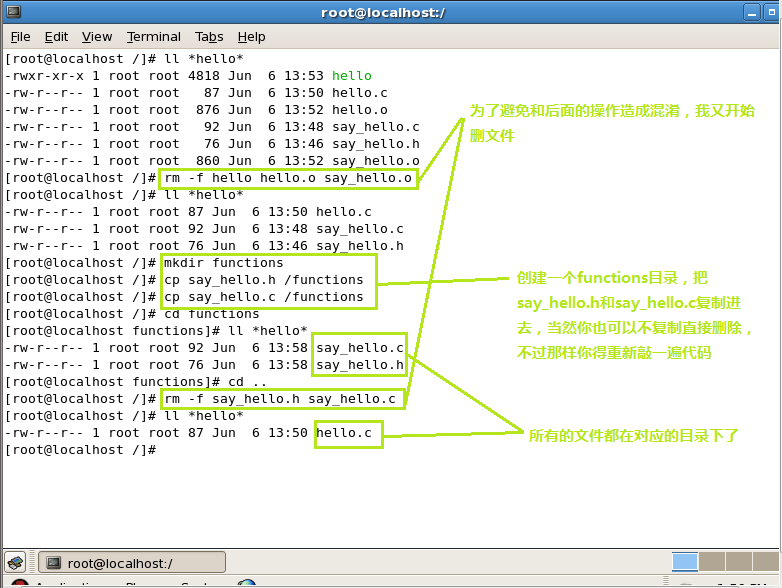 root@localhost:/
File Edit View Terminal Tabs Help
[root@localhost /]# ll *hello*
-rwxr-xr-x 1 root root 4818 Jun  6 13:53 hello
-rw-r--r-- 1 root root   87 Jun  6 13:50 hello.c
-rw-r--r-- 1 root root  876 Jun  6 13:52 hello.o
-rw-r--r-- 1 root root   92 Jun  6 13:48 say_hello.c
-rw-r--r-- 1 root root   76 Jun  6 13:46 say_hello.h
-rw-r--r-- 1 root root  860 Jun  6 13:52 say_hello.o
[root@localhost /]# rm -f hello hello.o say_hello.o
[root@localhost /]# ll *hello*
-rw-r--r-- 1 root root 87 Jun  6 13:50 hello.c
-rw-r--r-- 1 root root 92 Jun  6 13:48 say_hello.c
-rw-r--r-- 1 root root 76 Jun  6 13:46 say_hello.h
[root@localhost /]# mkdir functions
[root@localhost /]# cp say_hello.h /functions
[root@localhost /]# cp say_hello.c /functions
[root@localhost /]# cd functions
[root@localhost functions]# ll *hello*
-rw-r--r-- 1 root root 92 Jun  6 13:58 say_hello.c
-rw-r--r-- 1 root root 76 Jun  6 13:58 say_hello.h
[root@localhost functions]# cd ..
[root@localhost /]# rm -f say_hello.h say_hello.c
[root@localhost /]# ll *hello*
-rw-r--r-- 1 root root 87 Jun  6 13:50 hello.c
[root@localhost /]#
为了避免和后面的操作造成混淆，我又开始
删文件
创建一个functions目录，把
say_hello.h和say_hello.c复制进
去，当然你也可以不复制直接删除，
不过那样你得重新敲一遍代码
所有的文件都在对应的目录下了
root@localhost:/